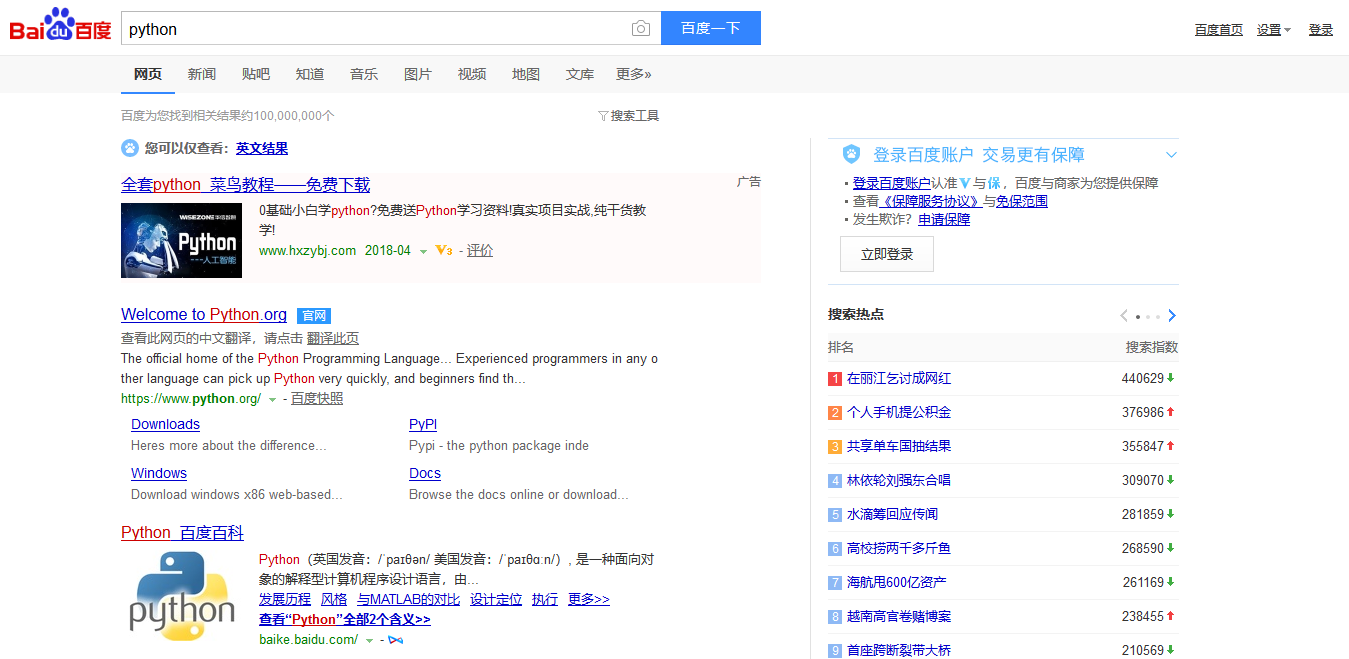 Bai du 百度
python
百度一下
百度首页 设置 登录
网页 新闻 贴吧 知道 音乐 图片 视频 地图 文库 更多»
百度为您找到相关结果约100,000,000个
搜索工具
您可以仅查看：英文结果
全套python 菜鸟教程——免费下载
广告
WISEZONE 华信智原
Python
---人工智能
0基础小白学python?免费送Python学习资料!真实项目实战,纯干货教
学!
www.hxzybj.com 2018-04 V3 - 评价
Welcome to Python.org 官网
查看此网页的中文翻译，请点击 翻译此页
The official home of the Python Programming Language... Experienced programmers in any o
ther language can pick up Python very quickly, and beginners find th...
https://www.python.org/ - 百度快照
Downloads
Heres more about the difference...
PyPI
Pypi - the python package inde
Windows
Download windows x86 web-based...
Docs
Browse the docs online or download...
Python 百度百科
python
Python（英国发音：/ˈpaɪθən/ 美国发音：/ˈpaɪθɑːn/）, 是一种面向对
象的解释型计算机程序设计语言，由...
发展历程 风格 与MATLAB的对比 设计定位 执行 更多>>
查看“Python”全部2个含义>>
baike.baidu.com/ -
登录百度账户 交易更有保障
登录百度账户认准V与保，百度与商家为您提供保障
查看《保障服务协议》与免保范围
发生欺诈？申请保障
立即登录
搜索热点
排名 搜索指数
1 在丽江乞讨成网红 440629
2 个人手机提公积金 376986
3 共享单车国抽结果 355847
4 林依轮刘强东合唱 309070
5 水滴筹回应传闻 281859
6 高校捞两千多斤鱼 268590
7 海航甩600亿资产 261169
8 越南高官卷赌博案 238455
9 首座跨断裂带大桥 210569